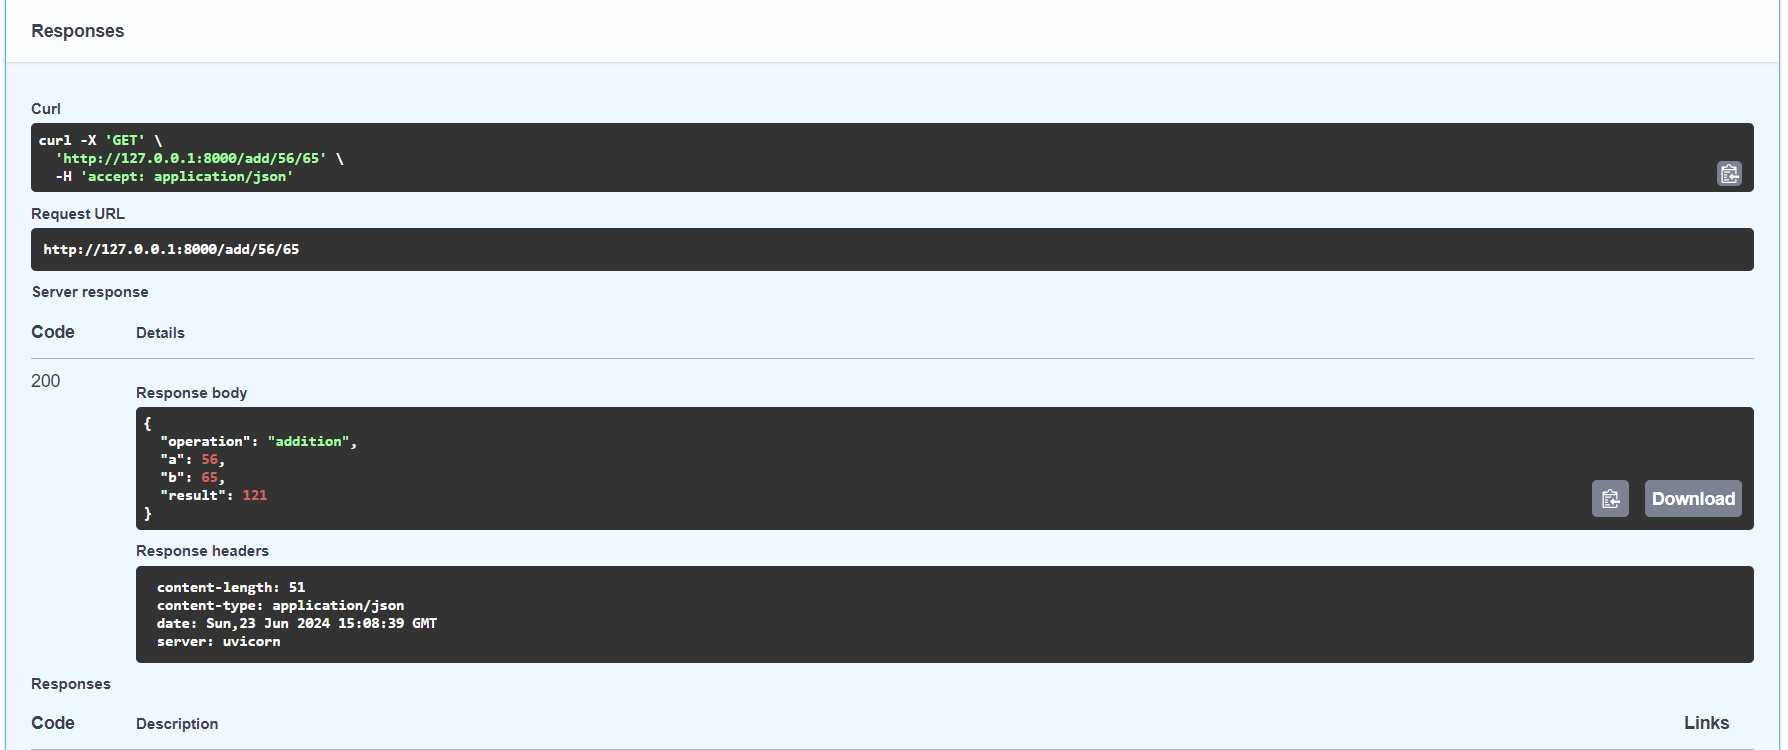 Responses
Curl
curl -X 'GET' \
  'http://127.0.0.1:8000/add/56/65' \
  -H 'accept: application/json'
Request URL
http://127.0.0.1:8000/add/56/65
Server response
Code Details
200
Response body
{
  "operation": "addition",
  "a": 56,
  "b": 65,
  "result": 121
}
Download
Response headers
content-length: 51
content-type: application/json
date: Sun,23 Jun 2024 15:08:39 GMT
server: uvicorn
Responses
Code Description Links